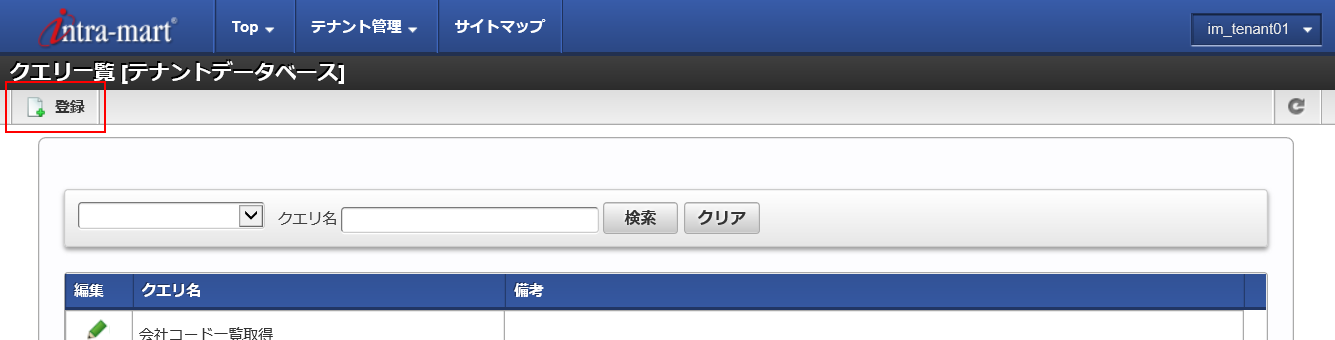 intra-mart Top テナント管理 サイトマップ im_tenant01
クエリ一覧 [テナントデータベース]
登録
クエリ名 検索 クリア
編集 クエリ名 備考
会社コード一覧取得